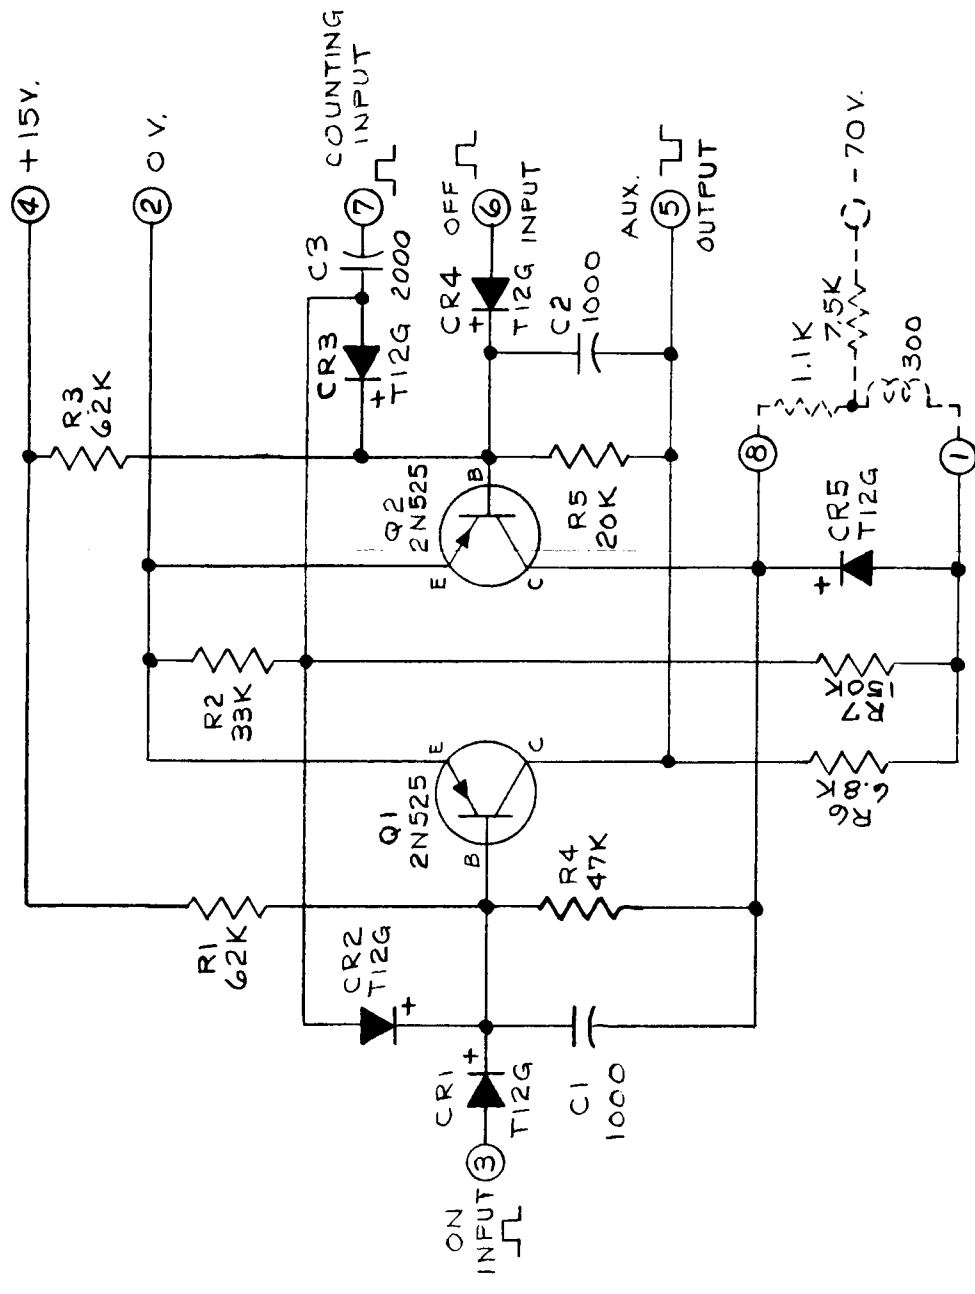 ④ +15V.
② 0 V.
COUNTING
INPUT
⑦
C3
2000
CR3
T12G
+
OFF
⑥
INPUT
CR4
T12G
+
C2
1000
AUX.
⑤
OUTPUT
-70V.
7.5K
1.1K
300
⑧
①
R3
62K
Q2
2N525
B
E
C
R5
20K
CR5
T12G
+
R2
33K
R7
150K
Q1
2N525
E
C
B
R6
6.8K
R1
62K
CR2
T12G
+
R4
47K
CR1
T12G
+
C1
1000
ON
INPUT
③